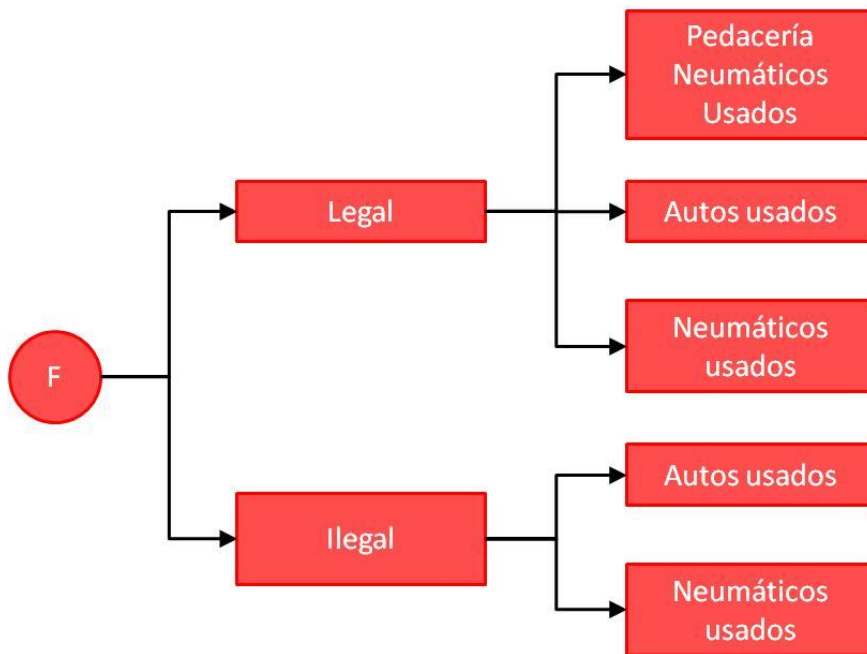 Pedacería
Neumáticos
Usados
Legal
Autos usados
Neumáticos
usados
F
Autos usados
Ilegal
Neumáticos
usados